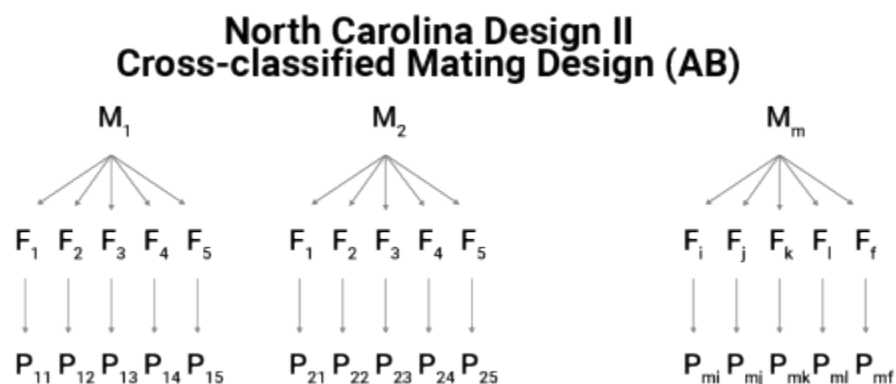 North Carolina Design II
Cross-classified Mating Design (AB)
M₁ M₂ Mₘ
F₁ F₂ F₃ F₄ F₅ F₁ F₂ F₃ F₄ F₅ Fᵢ Fⱼ Fₖ Fₗ F_f
P₁₁ P₁₂ P₁₃ P₁₄ P₁₅ P₂₁ P₂₂ P₂₃ P₂₄ P₂₅ Pₘᵢ Pₘⱼ Pₘₖ Pₘₗ P_mf